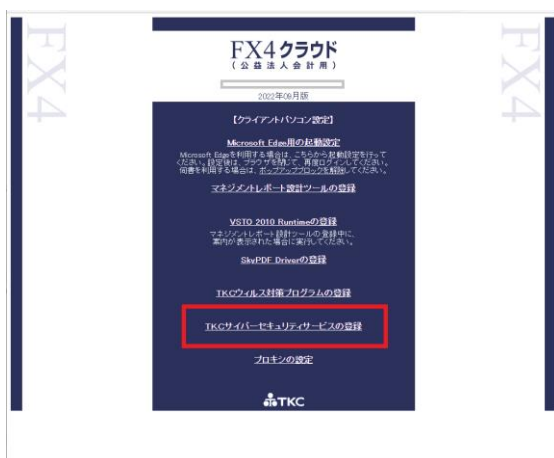 FX4
FX4
FX4クラウド
(公益法人会計用)
2022年09月版
【クライアントパソコン設定】
Microsoft Edge用の起動設定
Microsoft Edgeを利用する場合は、こちらから起動設定を行って
ください。設定後は、ブラウザを閉じて、再度ログインしてください。
伺書を利用する場合は、ポップアップブロックを解除してください。
マネジメントレポート設計ツールの登録
VSTO 2010 Runtimeの登録
マネジメントレポート設計ツールの登録中に、
案内が表示された場合に実行してください。
SkyPDF Driverの登録
TKCウィルス対策プログラムの登録
TKCサイバーセキュリティサービスの登録
プロキシの設定
TKC